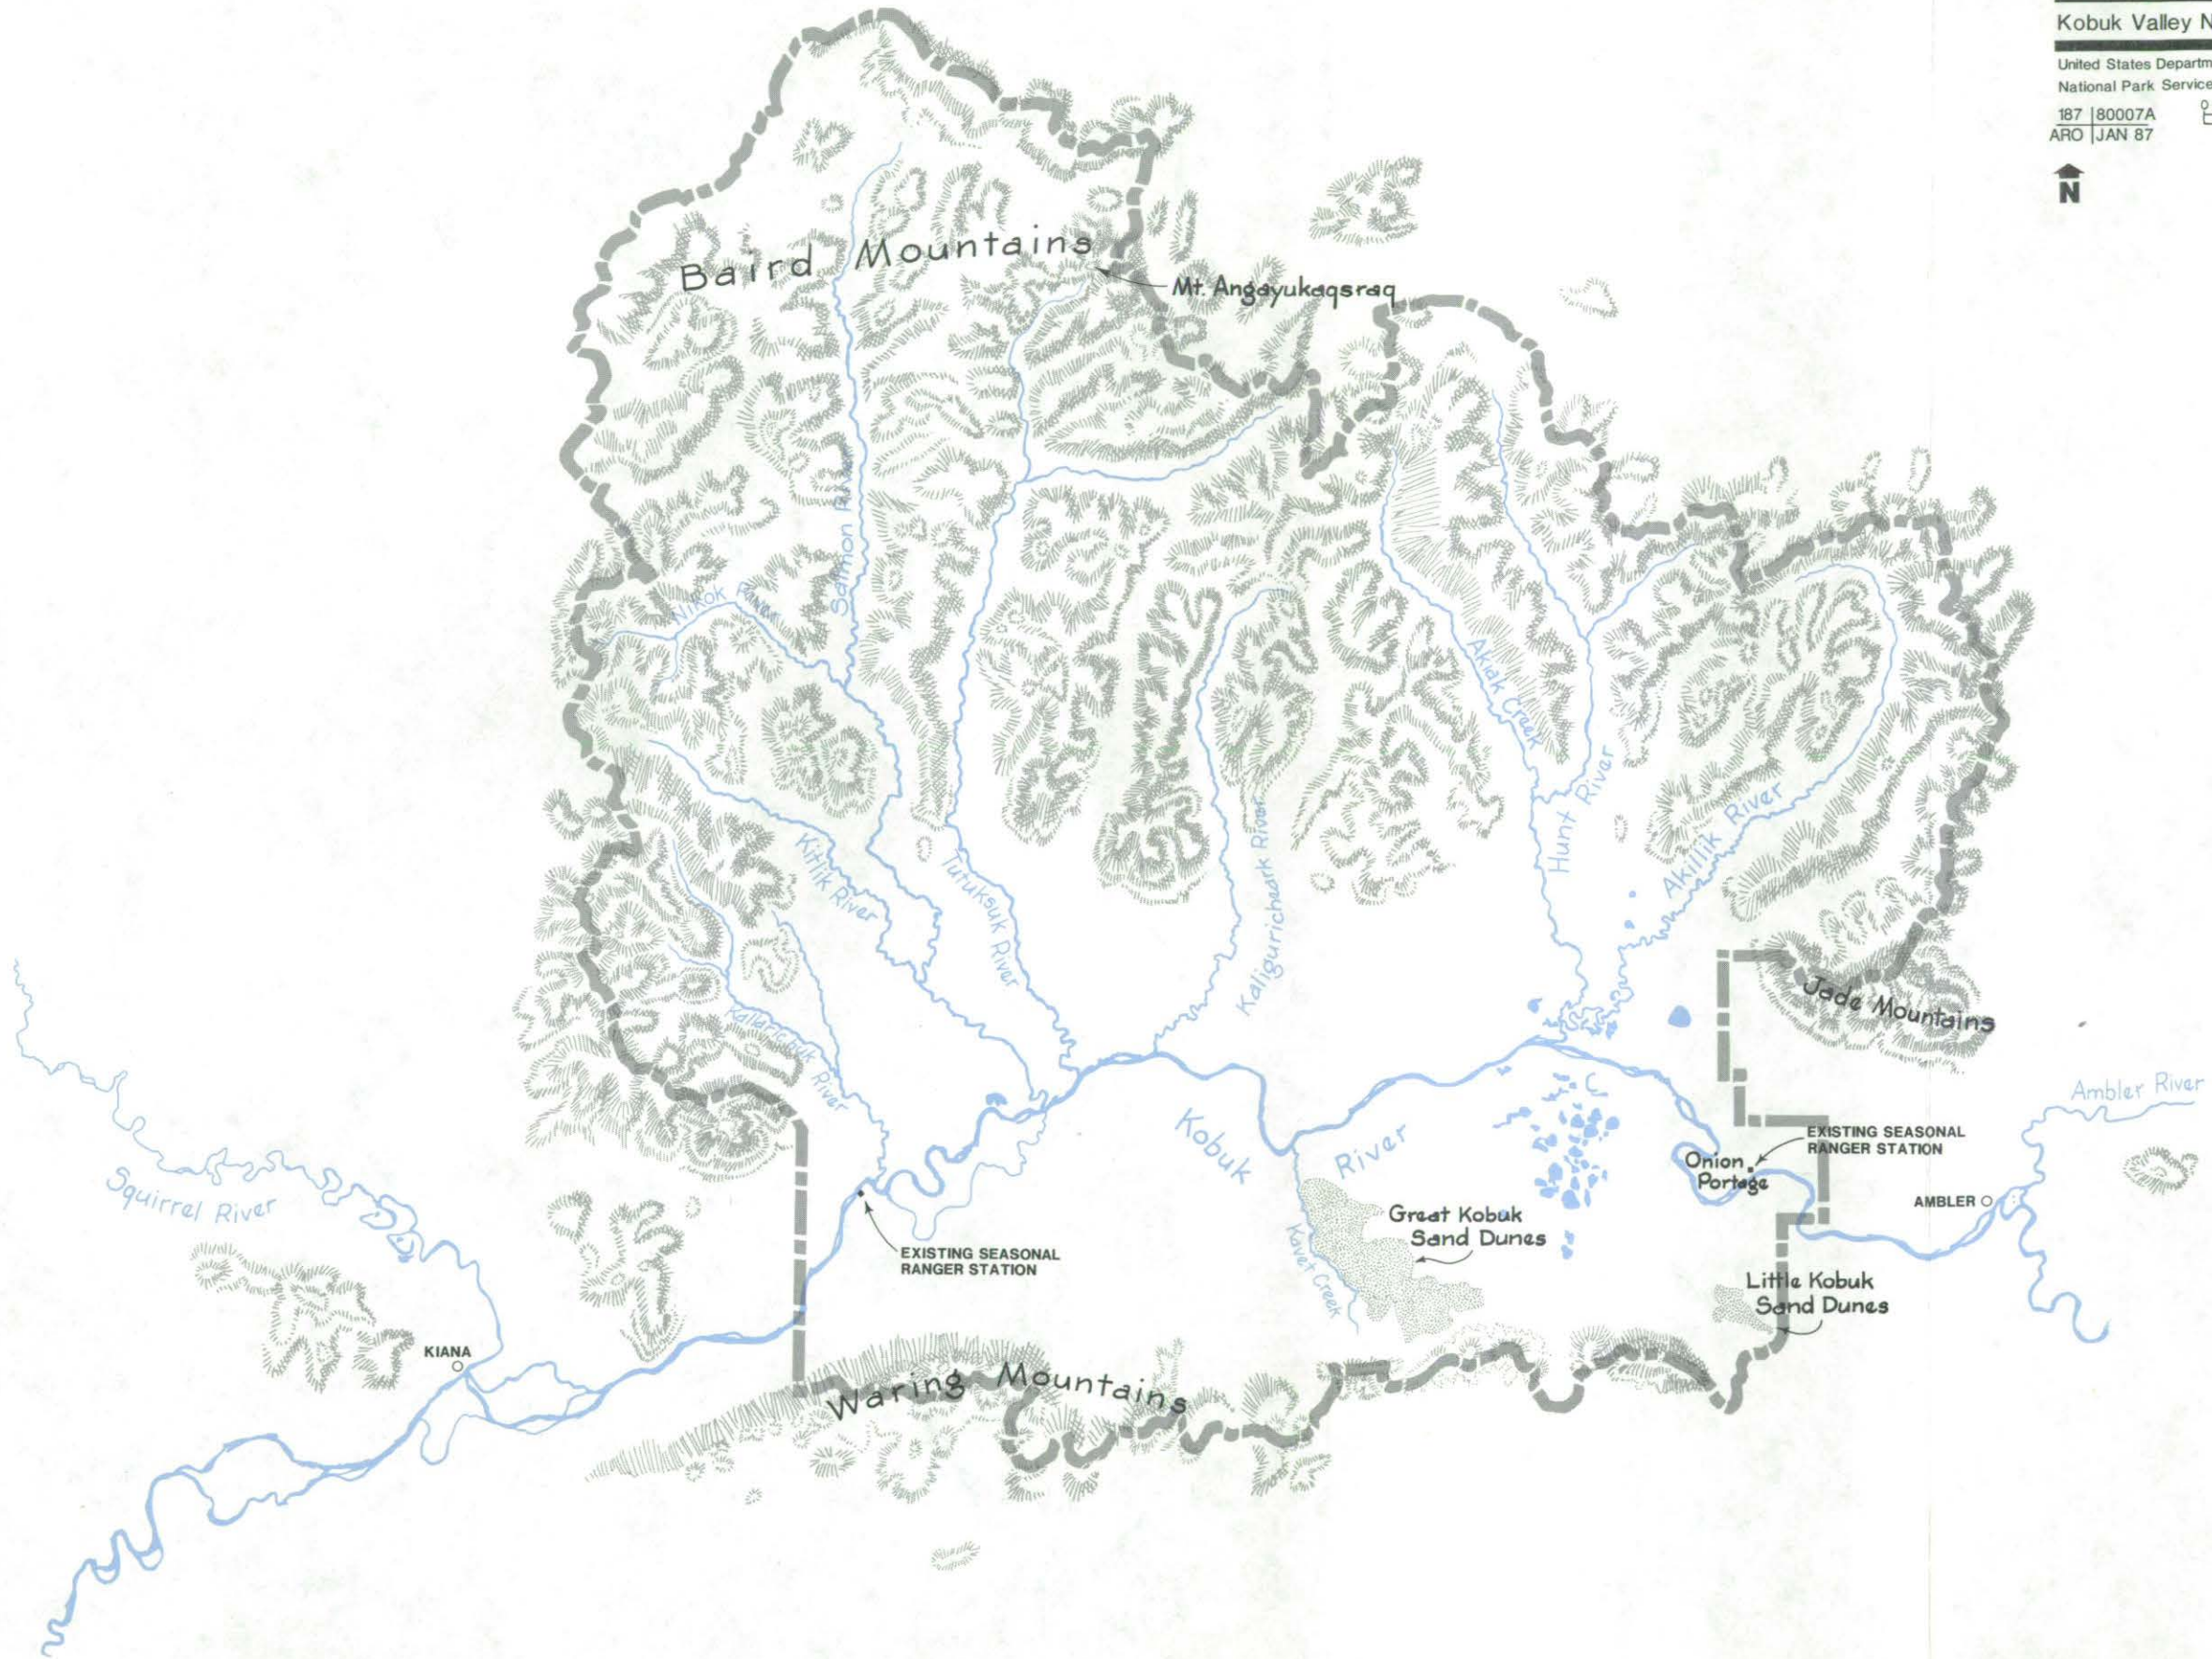 Kobuk Valley N
United States Departm
National Park Service
187 80007A
ARO JAN 87
0
N
Baird Mountains
Mt. Angayukaqsraq
Salmon River
Nikok River
Akiak Creek
Hunt River
Akillik River
Kitlik River
Tutuksuk River
Kaliguricheark River
Jade Mountains
Kallarichuk River
Ambler River
Kobuk River
EXISTING SEASONAL
RANGER STATION
Onion
Portage
AMBLER
Squirrel River
Great Kobuk
Sand Dunes
EXISTING SEASONAL
RANGER STATION
Kavet Creek
Little Kobuk
Sand Dunes
KIANA
Waring Mountains